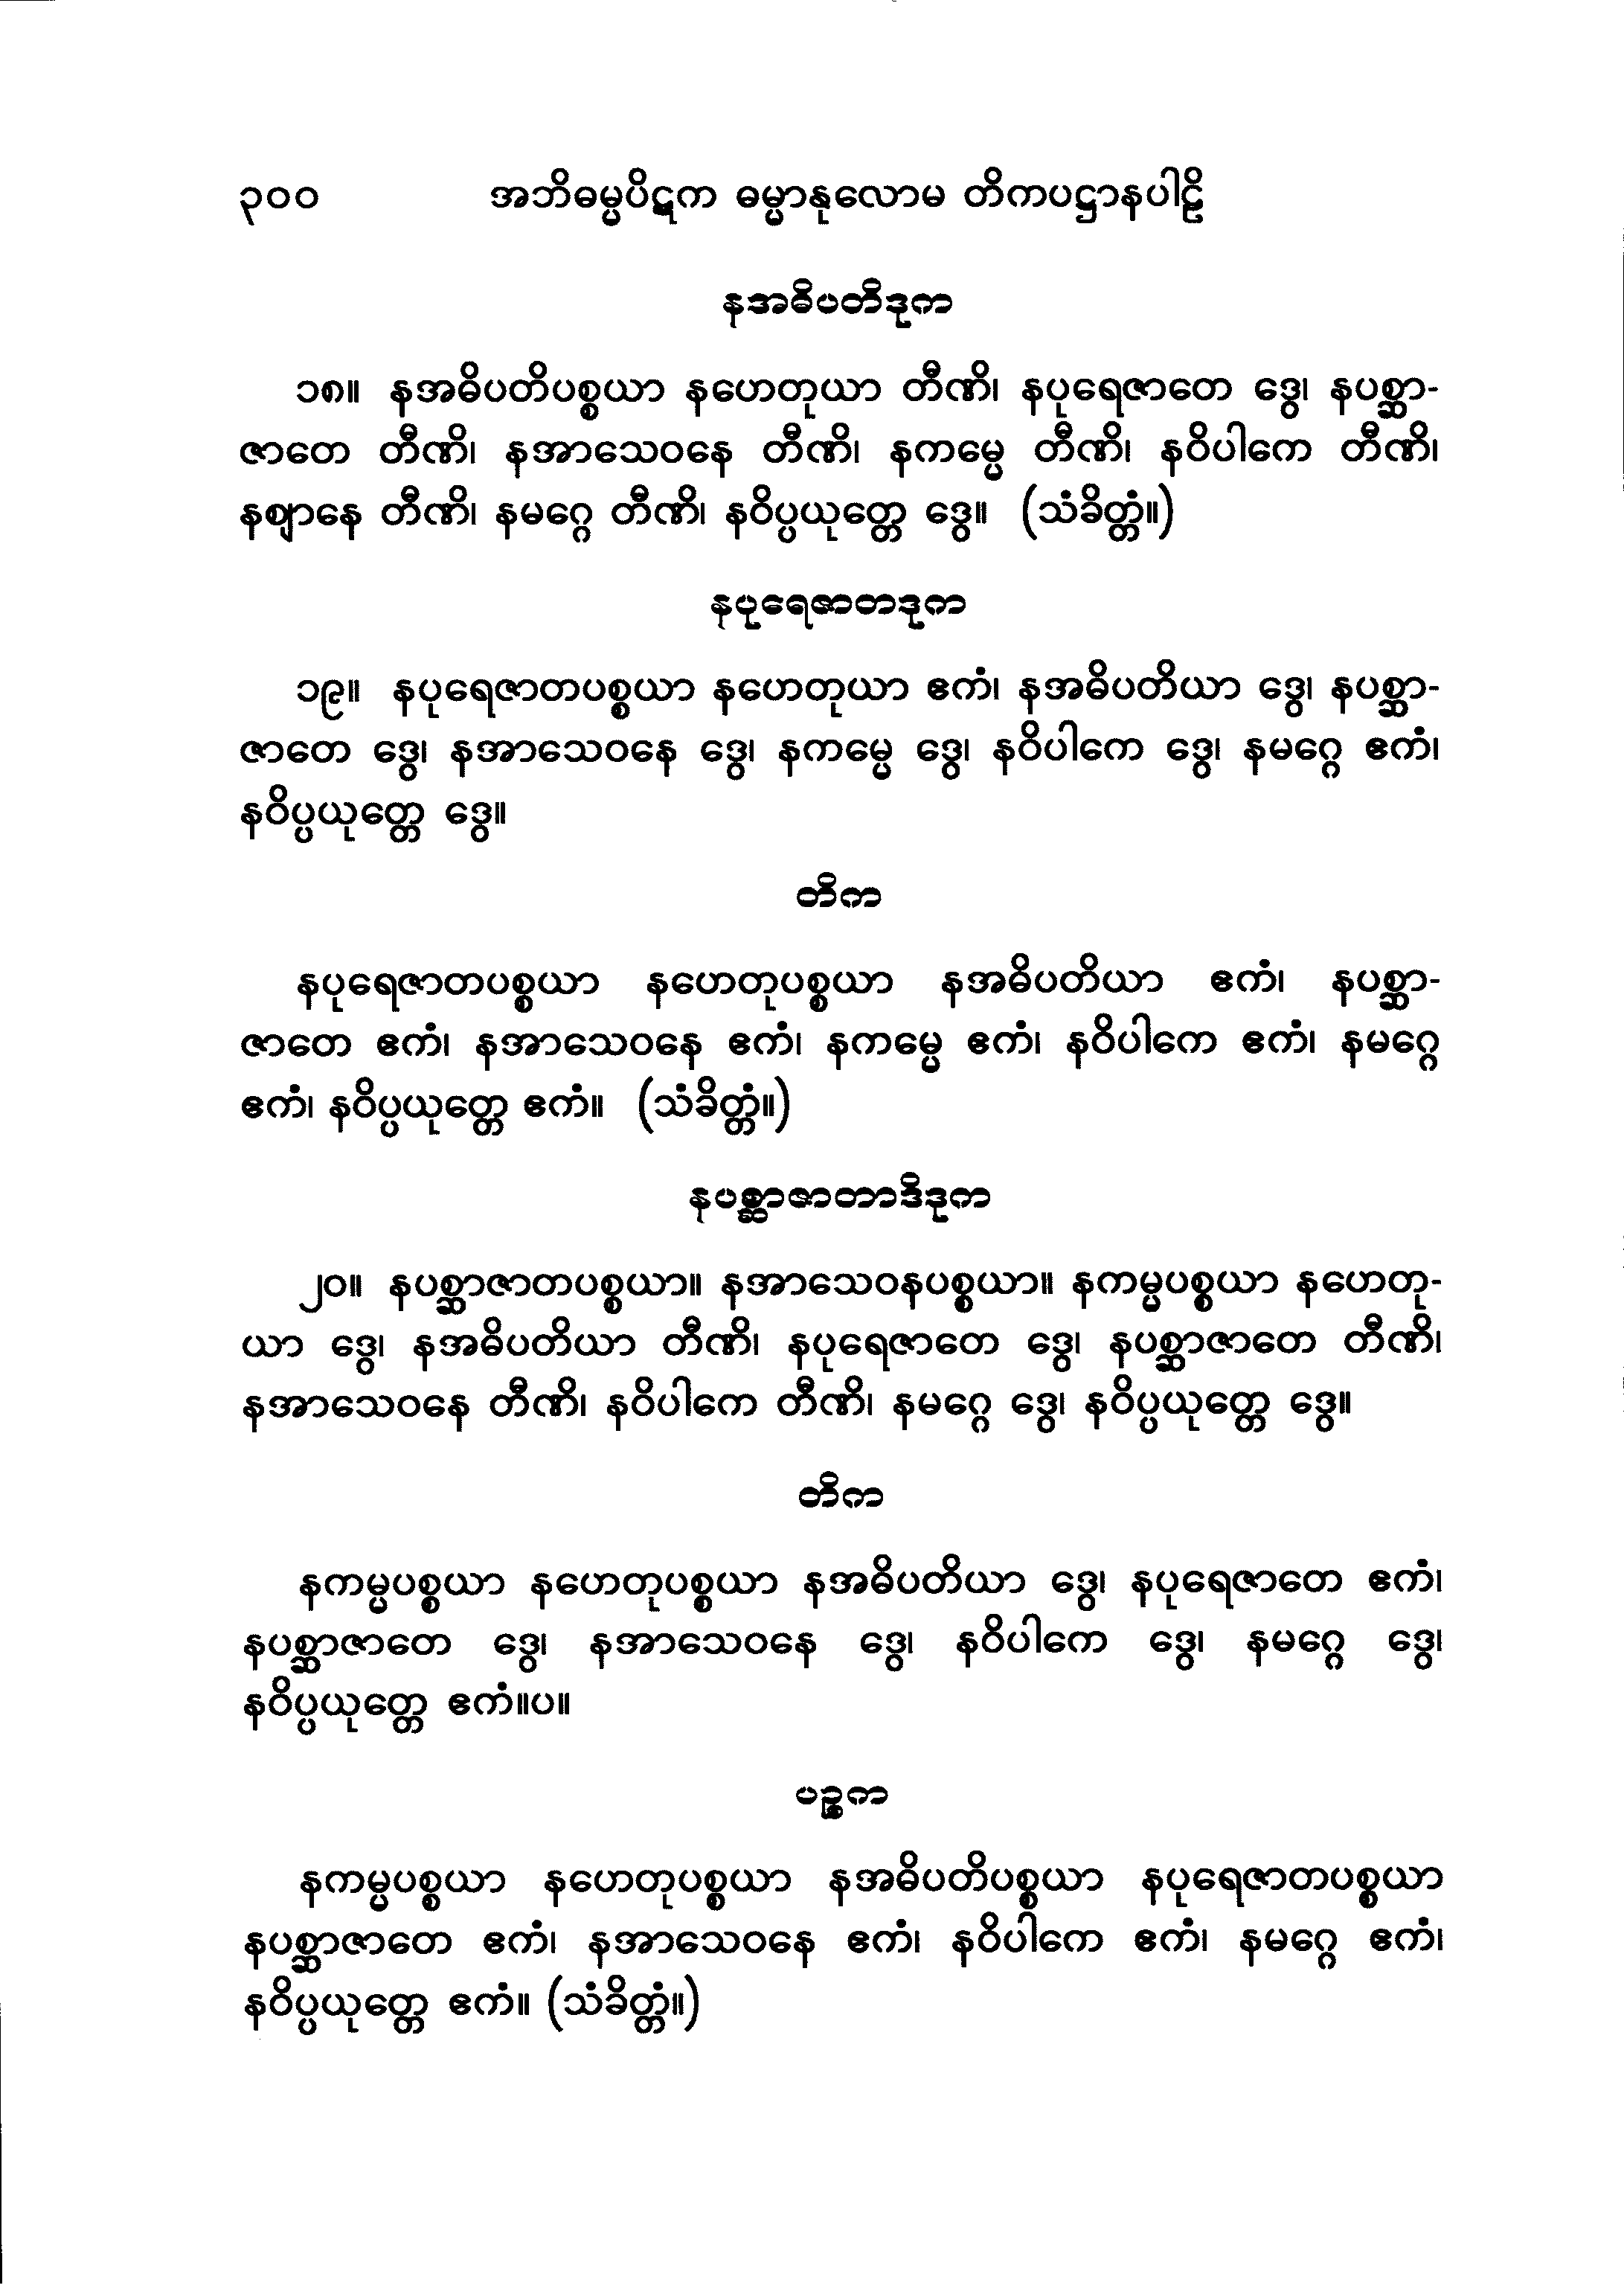 ၃၀၀ အဘိဓမ္မပိဋက ဓမ္မာနုလောမ တိကပဋ္ဌာနပါဠိ
နအဓိပတိဒုက
၁၈။ နအဓိပတိပစ္စယာ နဟေတုယာ တီဏိ၊ နပုရေဇာတေ ဒွေ၊ နပစ္ဆာ-
ဇာတေ တီဏိ၊ နအာသေဝနေ တီဏိ၊ နကမ္မေ တီဏိ၊ နဝိပါကေ တီဏိ၊
နဈာနေ တီဏိ၊ နမဂ္ဂေ တီဏိ၊ နဝိပ္ပယုတ္တေ ဒွေ။ (သံခိတ္တံ။)
နပုရေဇာတဒုက
၁၉။ နပုရေဇာတပစ္စယာ နဟေတုယာ ဧကံ၊ နအဓိပတိယာ ဒွေ၊ နပစ္ဆာ-
ဇာတေ ဒွေ၊ နအာသေဝနေ ဒွေ၊ နကမ္မေ ဒွေ၊ နဝိပါကေ ဒွေ၊ နမဂ္ဂေ ဧကံ၊
နဝိပ္ပယုတ္တေ ဒွေ။
တိက
နပုရေဇာတပစ္စယာ နဟေတုပစ္စယာ နအဓိပတိယာ ဧကံ၊ နပစ္ဆာ-
ဇာတေ ဧကံ၊ နအာသေဝနေ ဧကံ၊ နကမ္မေ ဧကံ၊ နဝိပါကေ ဧကံ၊ နမဂ္ဂေ
ဧကံ၊ နဝိပ္ပယုတ္တေ ဧကံ။ (သံခိတ္တံ။)
နပစ္ဆာဇာတာဒိဒုက
၂၀။ နပစ္ဆာဇာတပစ္စယာ။ နအာသေဝနပစ္စယာ။ နကမ္မပစ္စယာ နဟေတု-
ယာ ဒွေ၊ နအဓိပတိယာ တီဏိ၊ နပုရေဇာတေ ဒွေ၊ နပစ္ဆာဇာတေ တီဏိ၊
နအာသေဝနေ တီဏိ၊ နဝိပါကေ တီဏိ၊ နမဂ္ဂေ ဒွေ၊ နဝိပ္ပယုတ္တေ ဒွေ။
တိက
နကမ္မပစ္စယာ နဟေတုပစ္စယာ နအဓိပတိယာ ဒွေ၊ နပုရေဇာတေ ဧကံ၊
နပစ္ဆာဇာတေ ဒွေ၊ နအာသေဝနေ ဒွေ၊ နဝိပါကေ ဒွေ၊ နမဂ္ဂေ ဒွေ၊
နဝိပ္ပယုတ္တေ ဧကံ။ပ။
ပဉ္စက
နကမ္မပစ္စယာ နဟေတုပစ္စယာ နအဓိပတိပစ္စယာ နပုရေဇာတပစ္စယာ
နပစ္ဆာဇာတေ ဧကံ၊ နအာသေဝနေ ဧကံ၊ နဝိပါကေ ဧကံ၊ နမဂ္ဂေ ဧကံ၊
နဝိပ္ပယုတ္တေ ဧကံ။ (သံခိတ္တံ။)